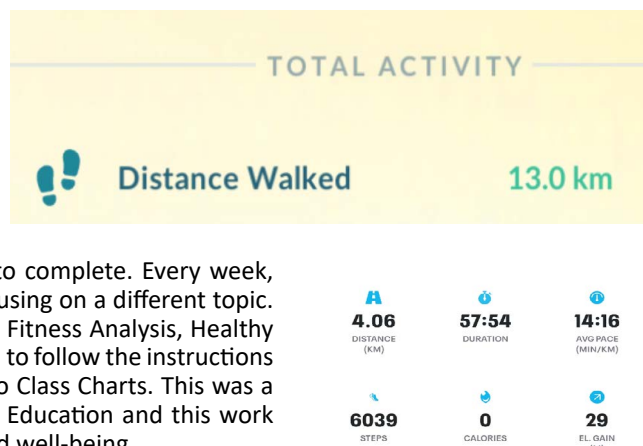 TOTAL ACTIVITY
Distance Walked 13.0 km
to complete. Every week,
using on a different topic.
Fitness Analysis, Healthy
to follow the instructions
o Class Charts. This was a
Education and this work
d well-being.
4.06 57:54 14:16
DISTANCE DURATION AVG PACE
(KM) (MIN/KM)
6039 0 29
STEPS CALORIES EL. GAIN